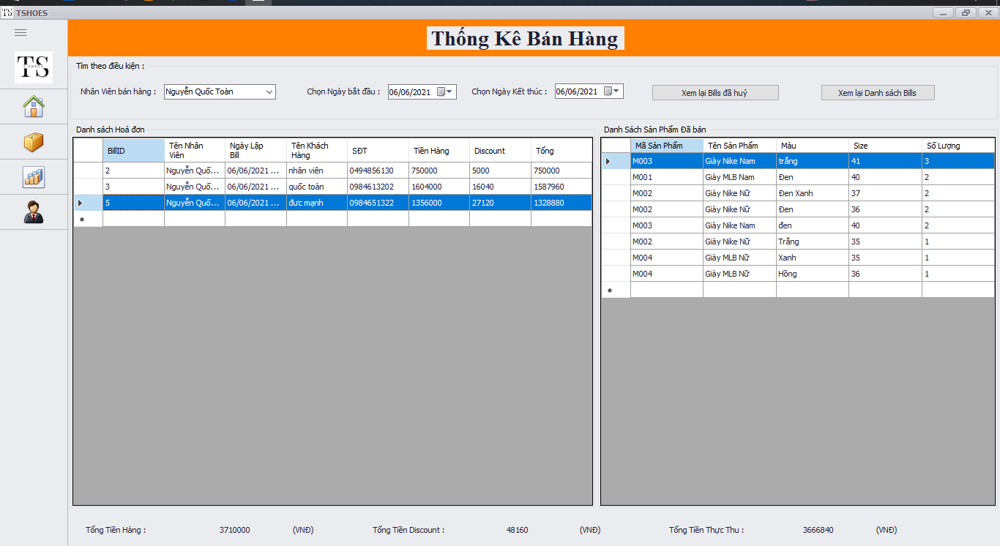 TS TSHOES
Thống Kê Bán Hàng
TS
SHOES
Tìm theo điều kiện :
Nhân Viên bán hàng : Nguyễn Quốc Toàn Chọn Ngày bắt đầu : 06/06/2021 Chọn Ngày Kết thúc : 06/06/2021 Xem lại Bills đã huỷ Xem lại Danh sách Bills
Danh sách Hoá đơn
BillID Tên Nhân Viên Ngày Lập Bill Tên Khách Hàng SĐT Tiền Hàng Discount Tổng
2 Nguyễn Quố... 06/06/2021 ... nhân viên 0494856130 750000 5000 750000
3 Nguyễn Quố... 06/06/2021 ... quốc toàn 0984613202 1604000 16040 1587960
5 Nguyễn Quố... 06/06/2021 ... đưc mạnh 0984651322 1356000 27120 1328880
Danh Sách Sản Phẩm Đã bán
Mã Sản Phẩm Tên Sản Phẩm Màu Size Số Lượng
M003 Giày Nike Nam trắng 41 3
M001 Giày MLB Nam Đen 40 2
M002 Giày Nike Nữ Đen Xanh 37 2
M002 Giày Nike Nữ Đen 36 2
M003 Giày Nike Nam đen 40 2
M002 Giày Nike Nữ Trắng 35 1
M004 Giày MLB Nữ Xanh 35 1
M004 Giày MLB Nữ Hồng 36 1
Tổng Tiền Hàng : 3710000 (VNĐ) Tổng Tiền Discount : 48160 (VNĐ) Tổng Tiền Thực Thu : 3666840 (VNĐ)